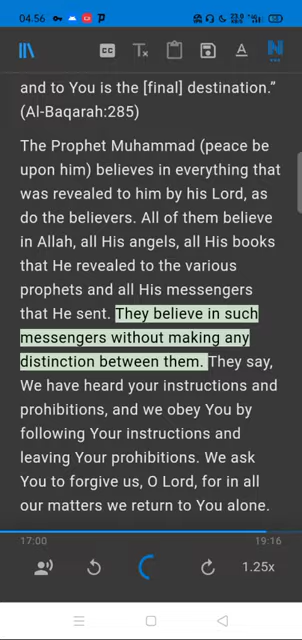 04.56
CC
and to You is the [final] destination.”
(Al-Baqarah:285)
The Prophet Muhammad (peace be
upon him) believes in everything that
was revealed to him by his Lord, as
do the believers. All of them believe
in Allah, all His angels, all His books
that He revealed to the various
prophets and all His messengers
that He sent. They believe in such
messengers without making any
distinction between them. They say,
We have heard your instructions and
prohibitions, and we obey You by
following Your instructions and
leaving Your prohibitions. We ask
You to forgive us, O Lord, for in all
our matters we return to You alone.
17:00 19:16
1.25x